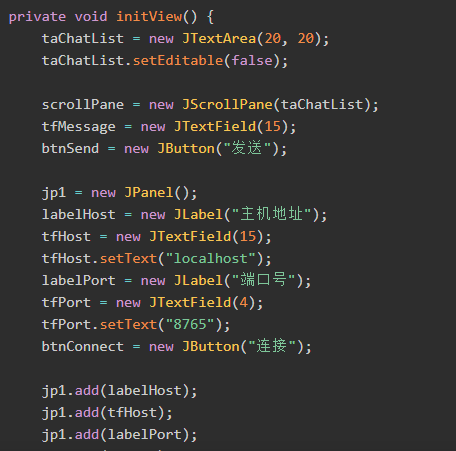 private void initView() {
taChatList = new JTextArea(20, 20);
taChatList.setEditable(false);
scrollPane = new JScrollPane(taChatList);
tfMessage = new JTextField(15);
btnSend = new JButton("发送");
jp1 = new JPanel();
labelHost = new JLabel("主机地址");
tfHost = new JTextField(15);
tfHost.setText("localhost");
labelPort = new JLabel("端口号");
tfPort = new JTextField(4);
tfPort.setText("8765");
btnConnect = new JButton("连接");
jp1.add(labelHost);
jp1.add(tfHost);
jp1.add(labelPort);